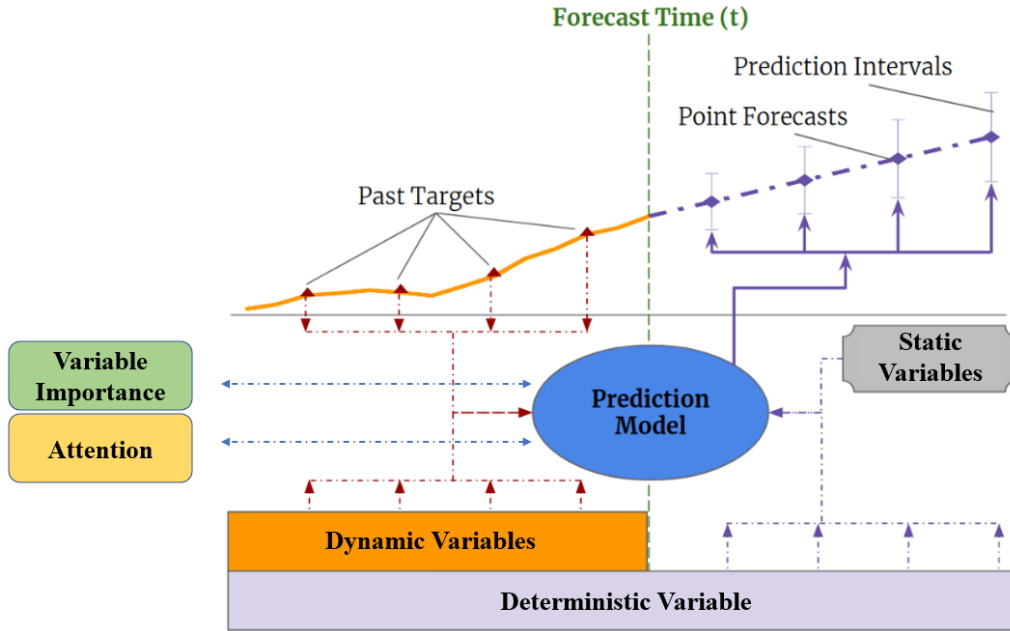 Forecast Time (t)
Prediction Intervals
Point Forecasts
Past Targets
Variable
Importance
Static
Variables
Prediction
Model
Attention
Dynamic Variables
Deterministic Variable